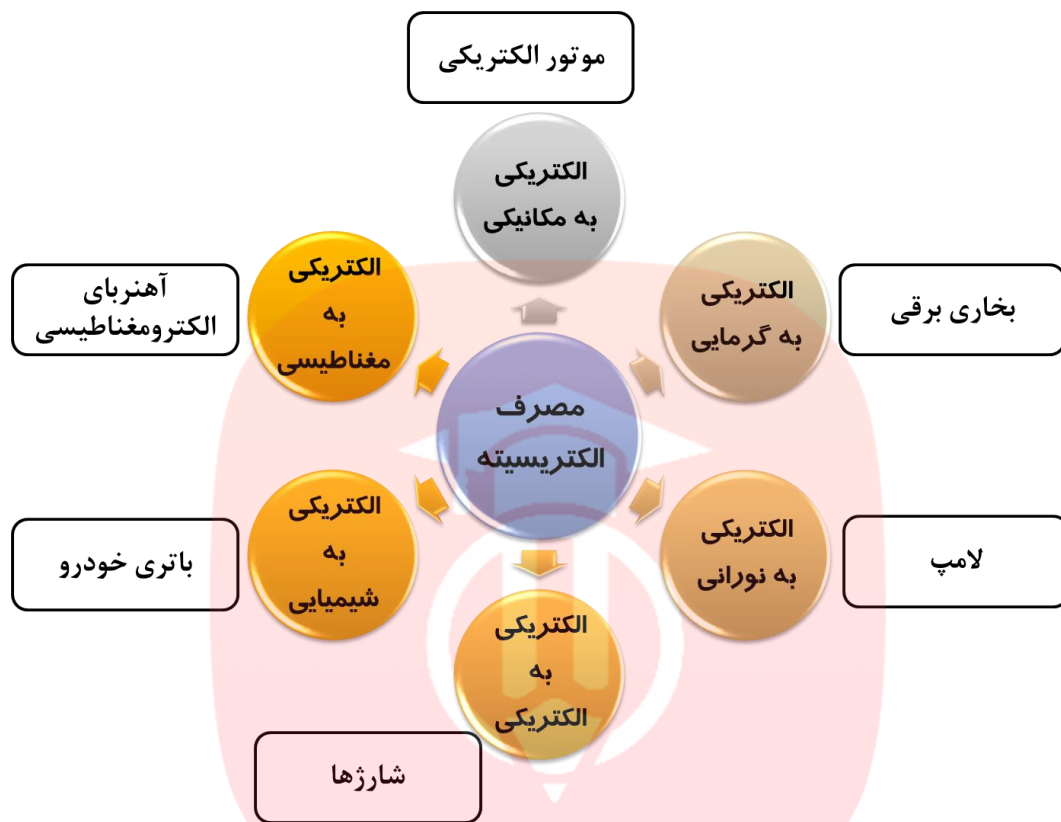 موتور الکتریکی
الکتریکی
به مکانیکی
الکتریکی
به گرمایی
بخاری برقی
الکتریکی
به نورانی
لامپ
الکتریکی
به
الکتریکی
شارژها
الکتریکی
به
شیمیایی
باتری خودرو
الکتریکی
به
مغناطیسی
آهنربای
الکترومغناطیسی
مصرف
الکتریسیته